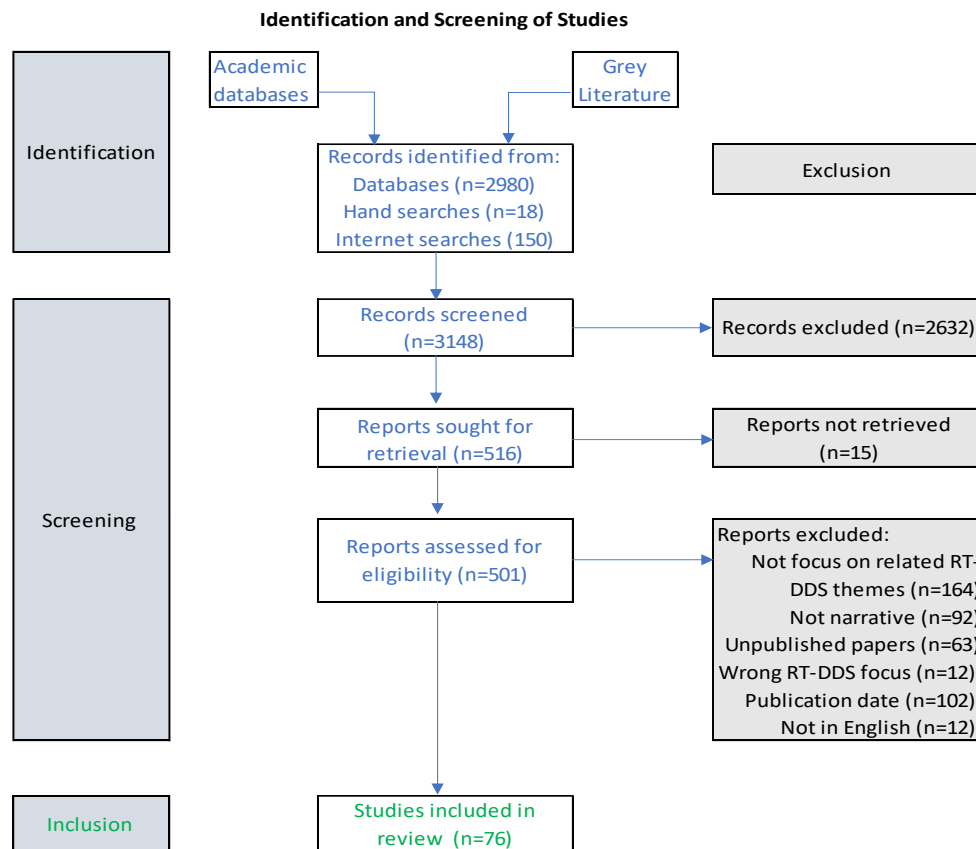 Identification and Screening of Studies
Academic
databases
Grey
Literature
Identification
Records identified from:
Databases (n=2980)
Hand searches (n=18)
Internet searches (150)
Exclusion
Screening
Records screened
(n=3148)
Records excluded (n=2632)
Reports sought for
retrieval (n=516)
Reports not retrieved
(n=15)
Reports assessed for
eligibility (n=501)
Reports excluded:
Not focus on related RT-
DDS themes (n=164)
Not narrative (n=92)
Unpublished papers (n=63)
Wrong RT-DDS focus (n=12)
Publication date (n=102)
Not in English (n=12)
Inclusion
Studies included in
review (n=76)